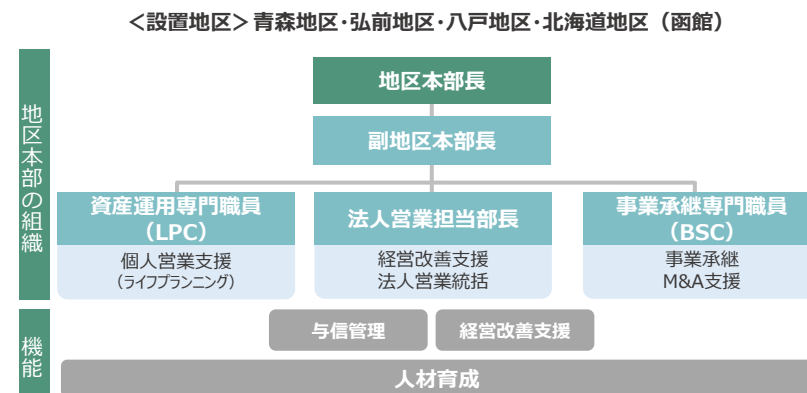 ＜設置地区＞青森地区・弘前地区・八戸地区・北海道地区（函館）
地区本部の組織
地区本部長
副地区本部長
資産運用専門職員
（LPC）
個人営業支援
（ライフプランニング）
法人営業担当部長
経営改善支援
法人営業統括
事業承継専門職員
（BSC）
事業承継
M&A支援
機能
与信管理
経営改善支援
人材育成